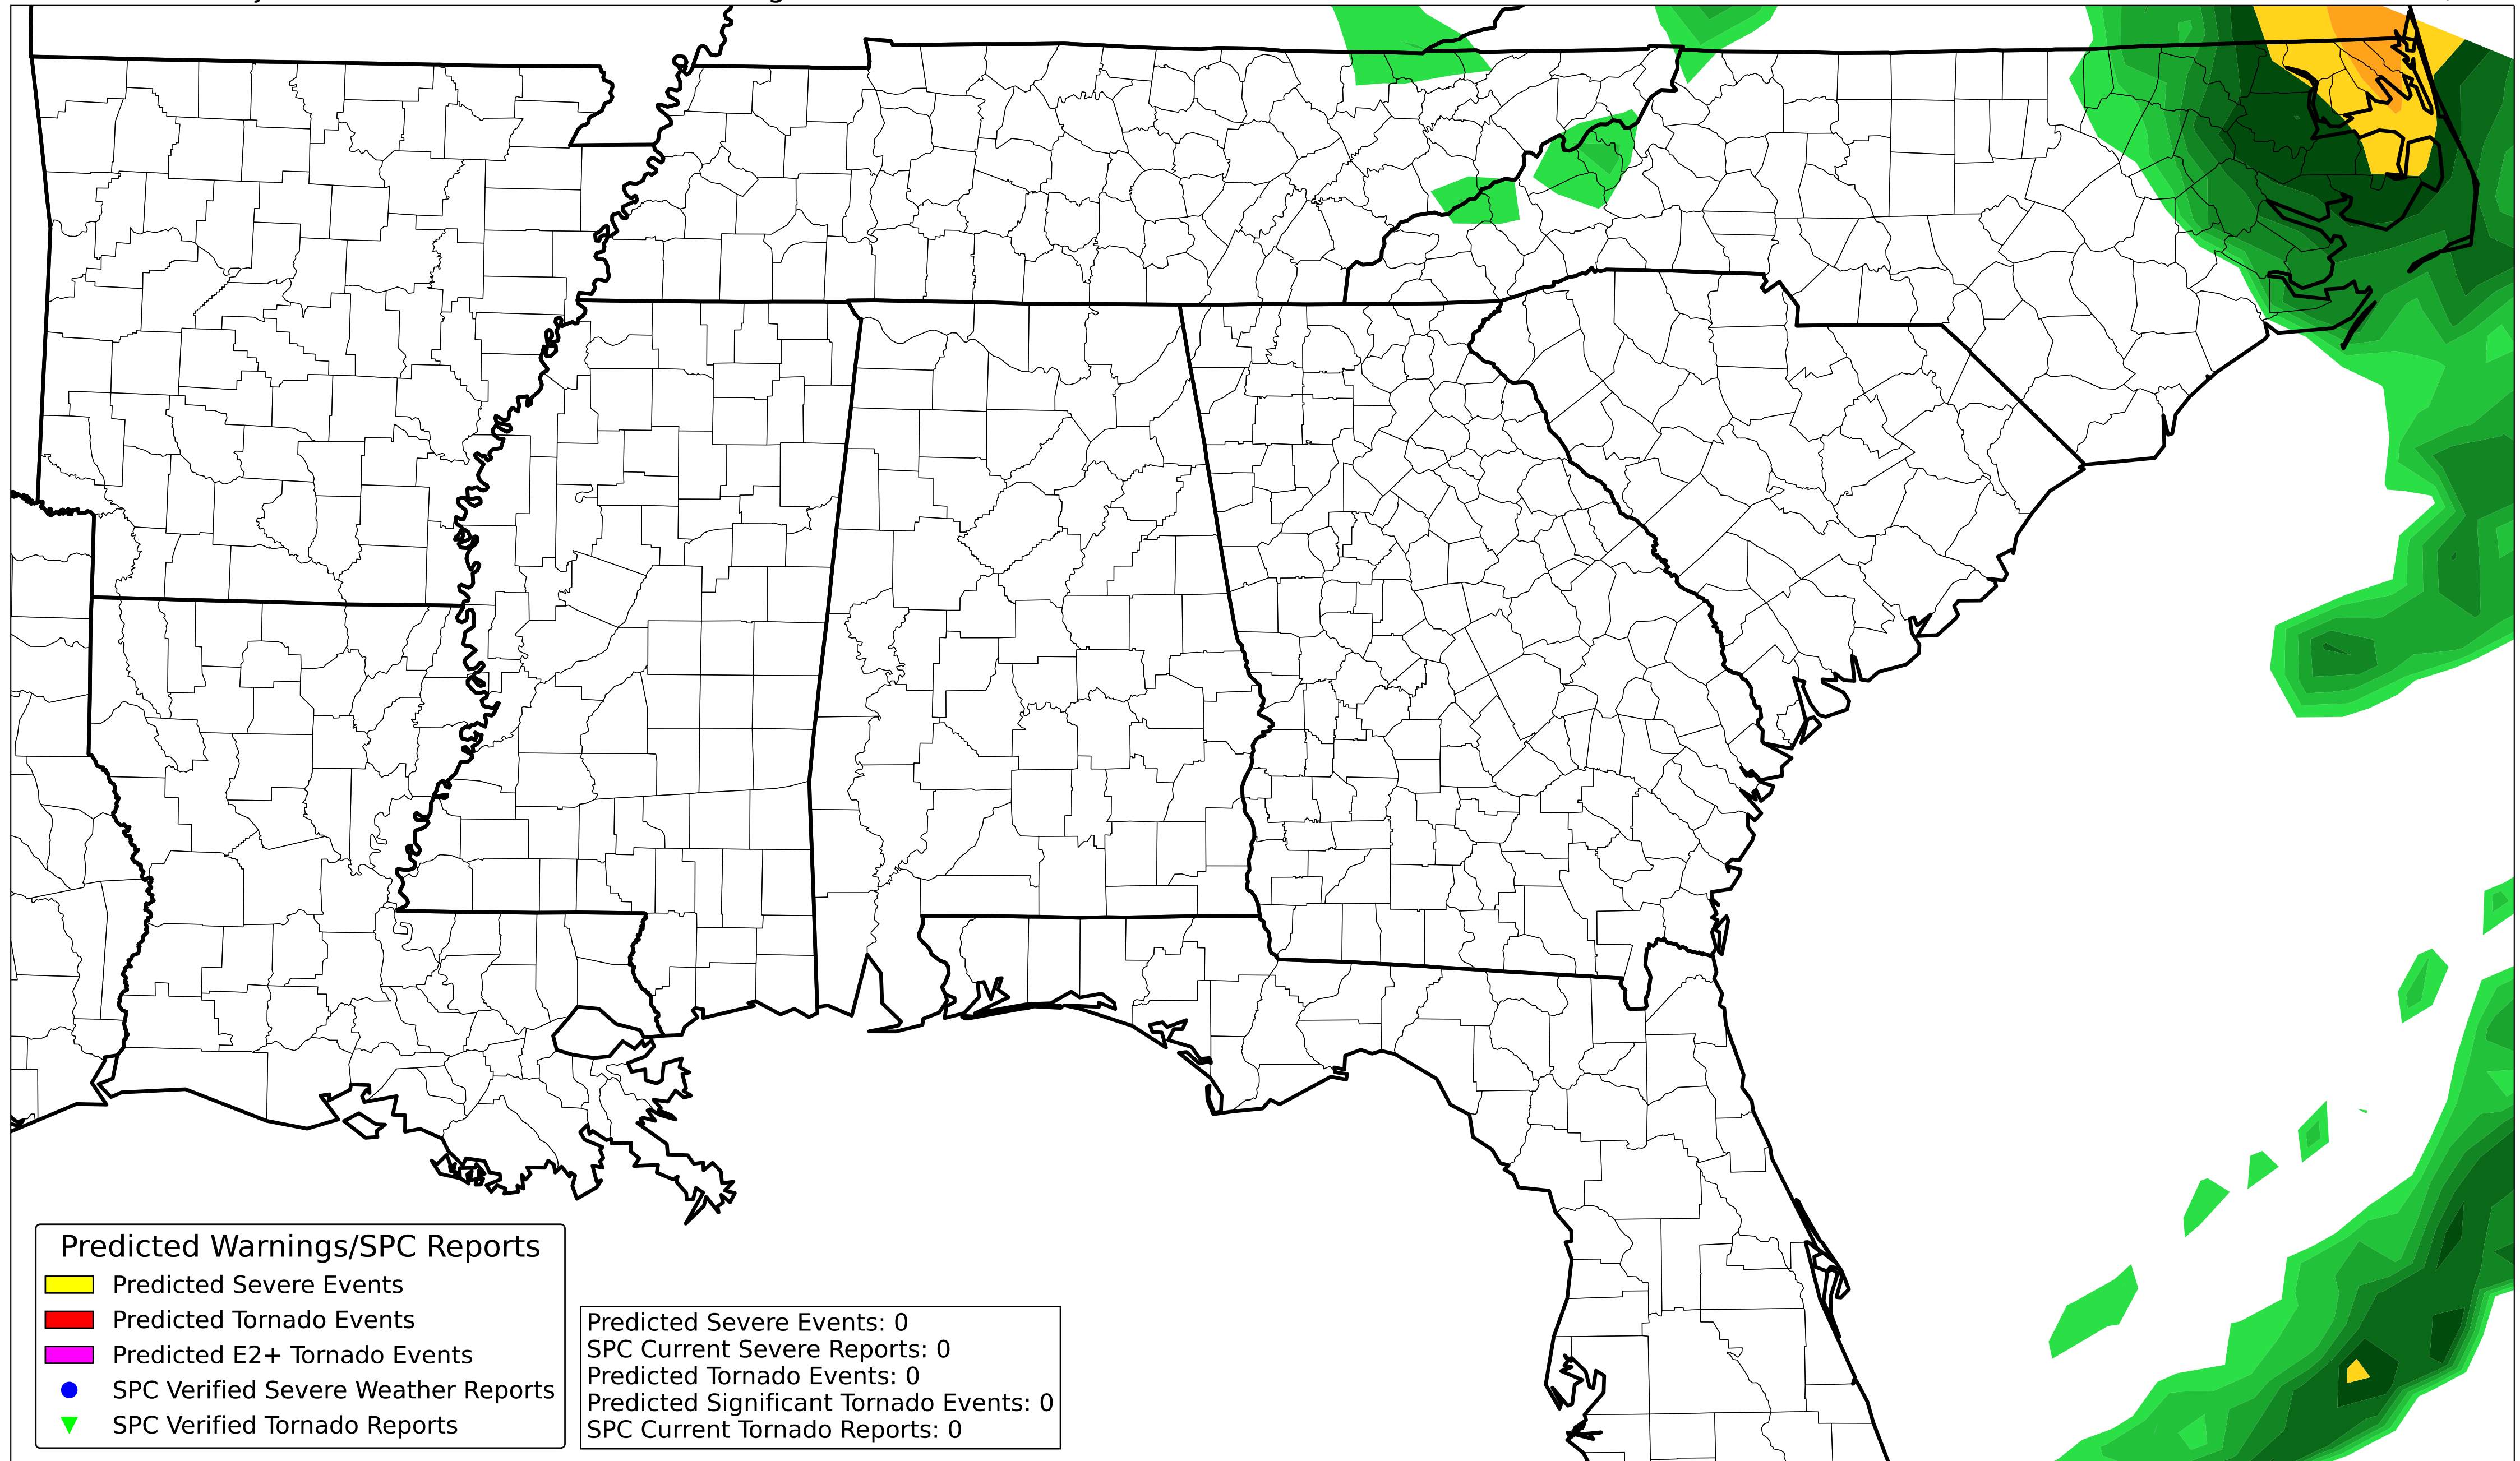 Predicted Warnings/SPC Reports
Predicted Severe Events
Predicted Tornado Events
Predicted E2+ Tornado Events
SPC Verified Severe Weather Reports
SPC Verified Tornado Reports
Predicted Severe Events: 0
SPC Current Severe Reports: 0
Predicted Tornado Events: 0
Predicted Significant Tornado Events: 0
SPC Current Tornado Reports: 0